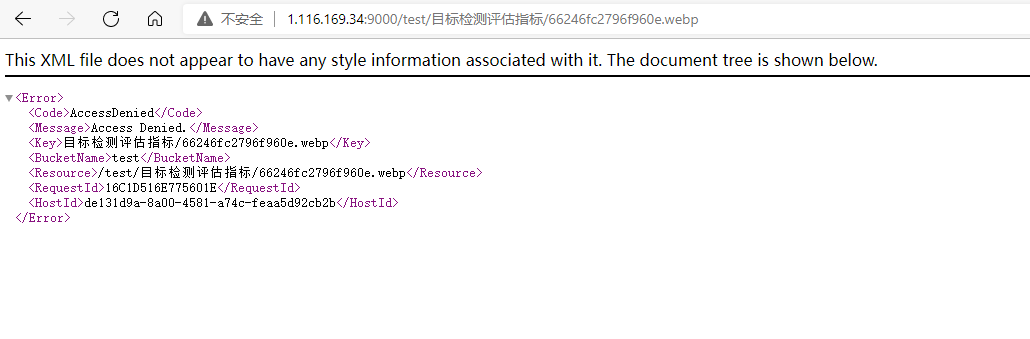 不安全 1.116.169.34:9000/test/目标检测评估指标/66246fc2796f960e.webp
This XML file does not appear to have any style information associated with it. The document tree is shown below.
<Error>
<Code>AccessDenied</Code>
<Message>Access Denied.</Message>
<Key>目标检测评估指标/66246fc2796f960e.webp</Key>
<BucketName>test</BucketName>
<Resource>/test/目标检测评估指标/66246fc2796f960e.webp</Resource>
<RequestId>16C1D516E775601E</RequestId>
<HostId>de131d9a-8a00-4581-a74c-feaa5d92cb2b</HostId>
</Error>